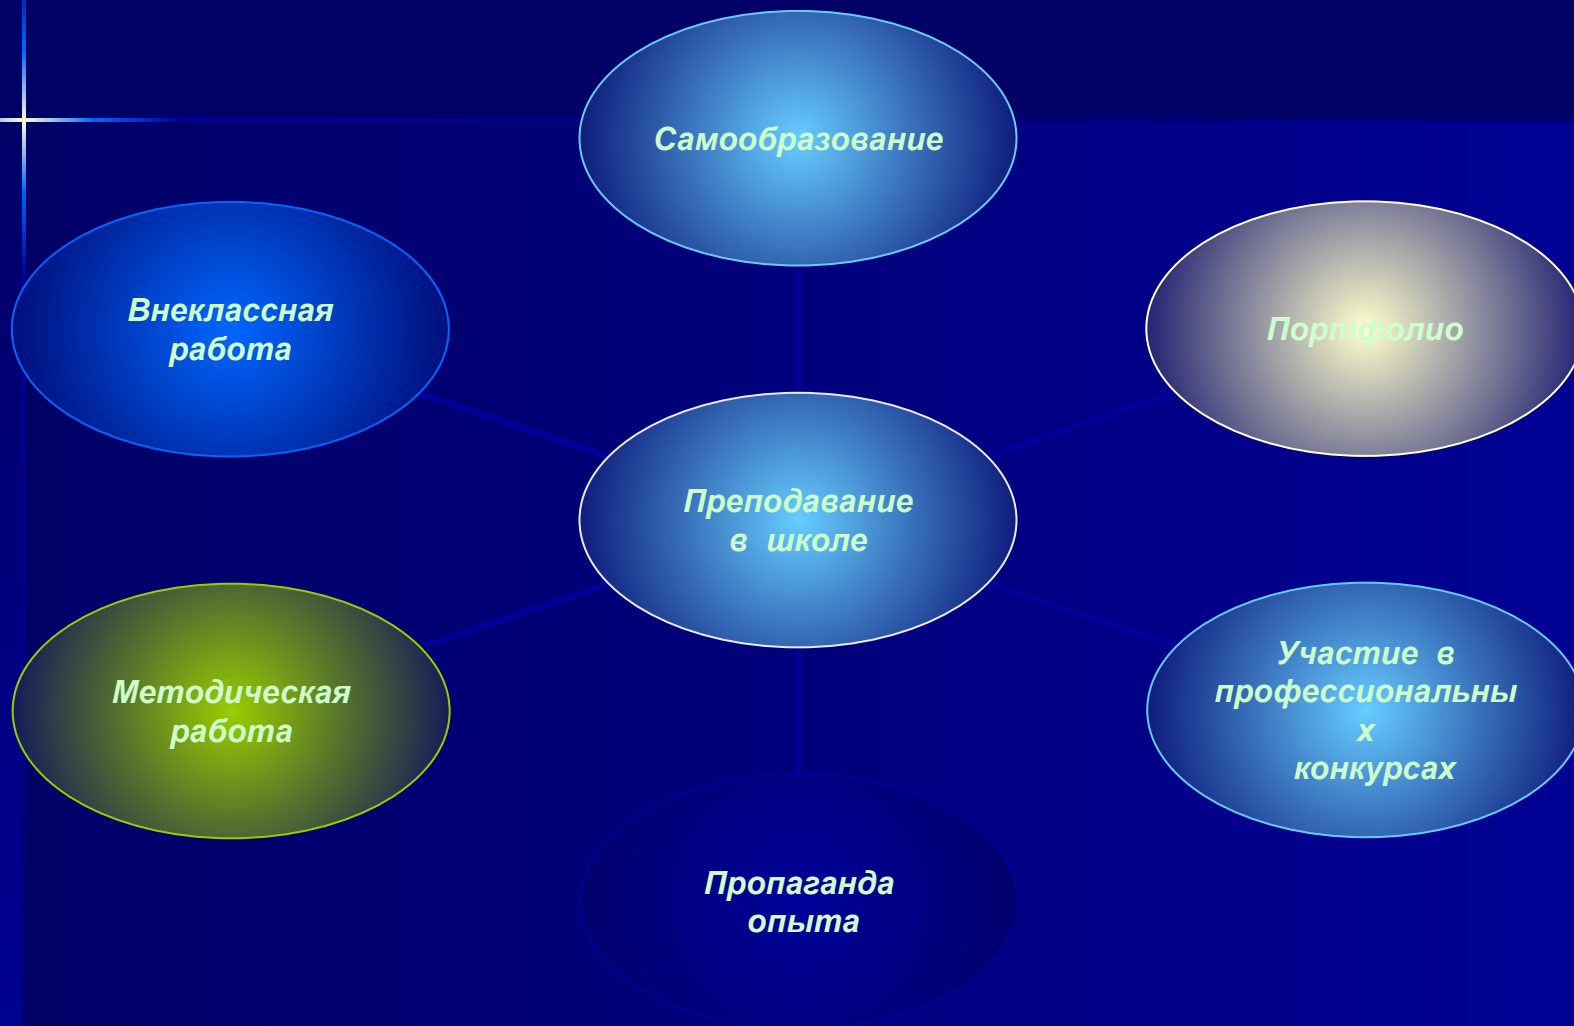 Самообразование
Внеклассная
работа
Портфолио
Преподавание
в школе
Методическая
работа
Участие в
профессиональны
х
конкурсах
Пропаганда
опыта